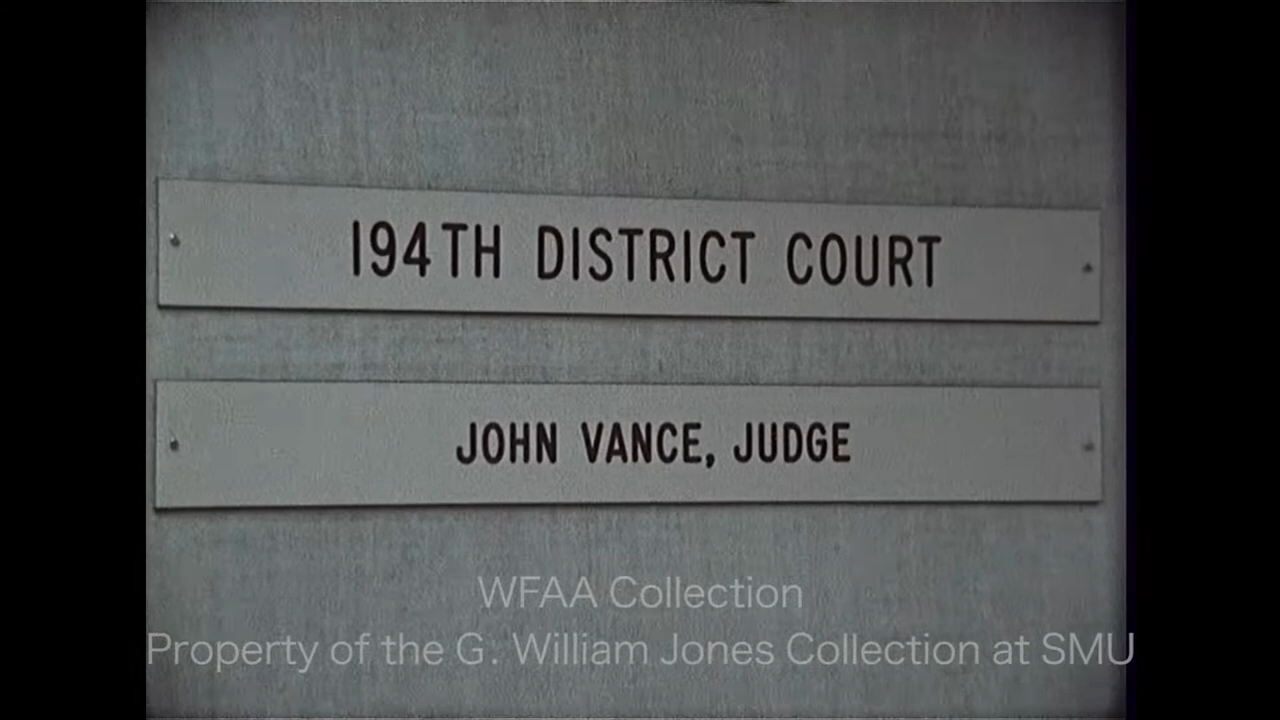 194TH DISTRICT COURT
JOHN VANCE, JUDGE
WFAA Collection
Property of the G. William Jones Collection at SMU